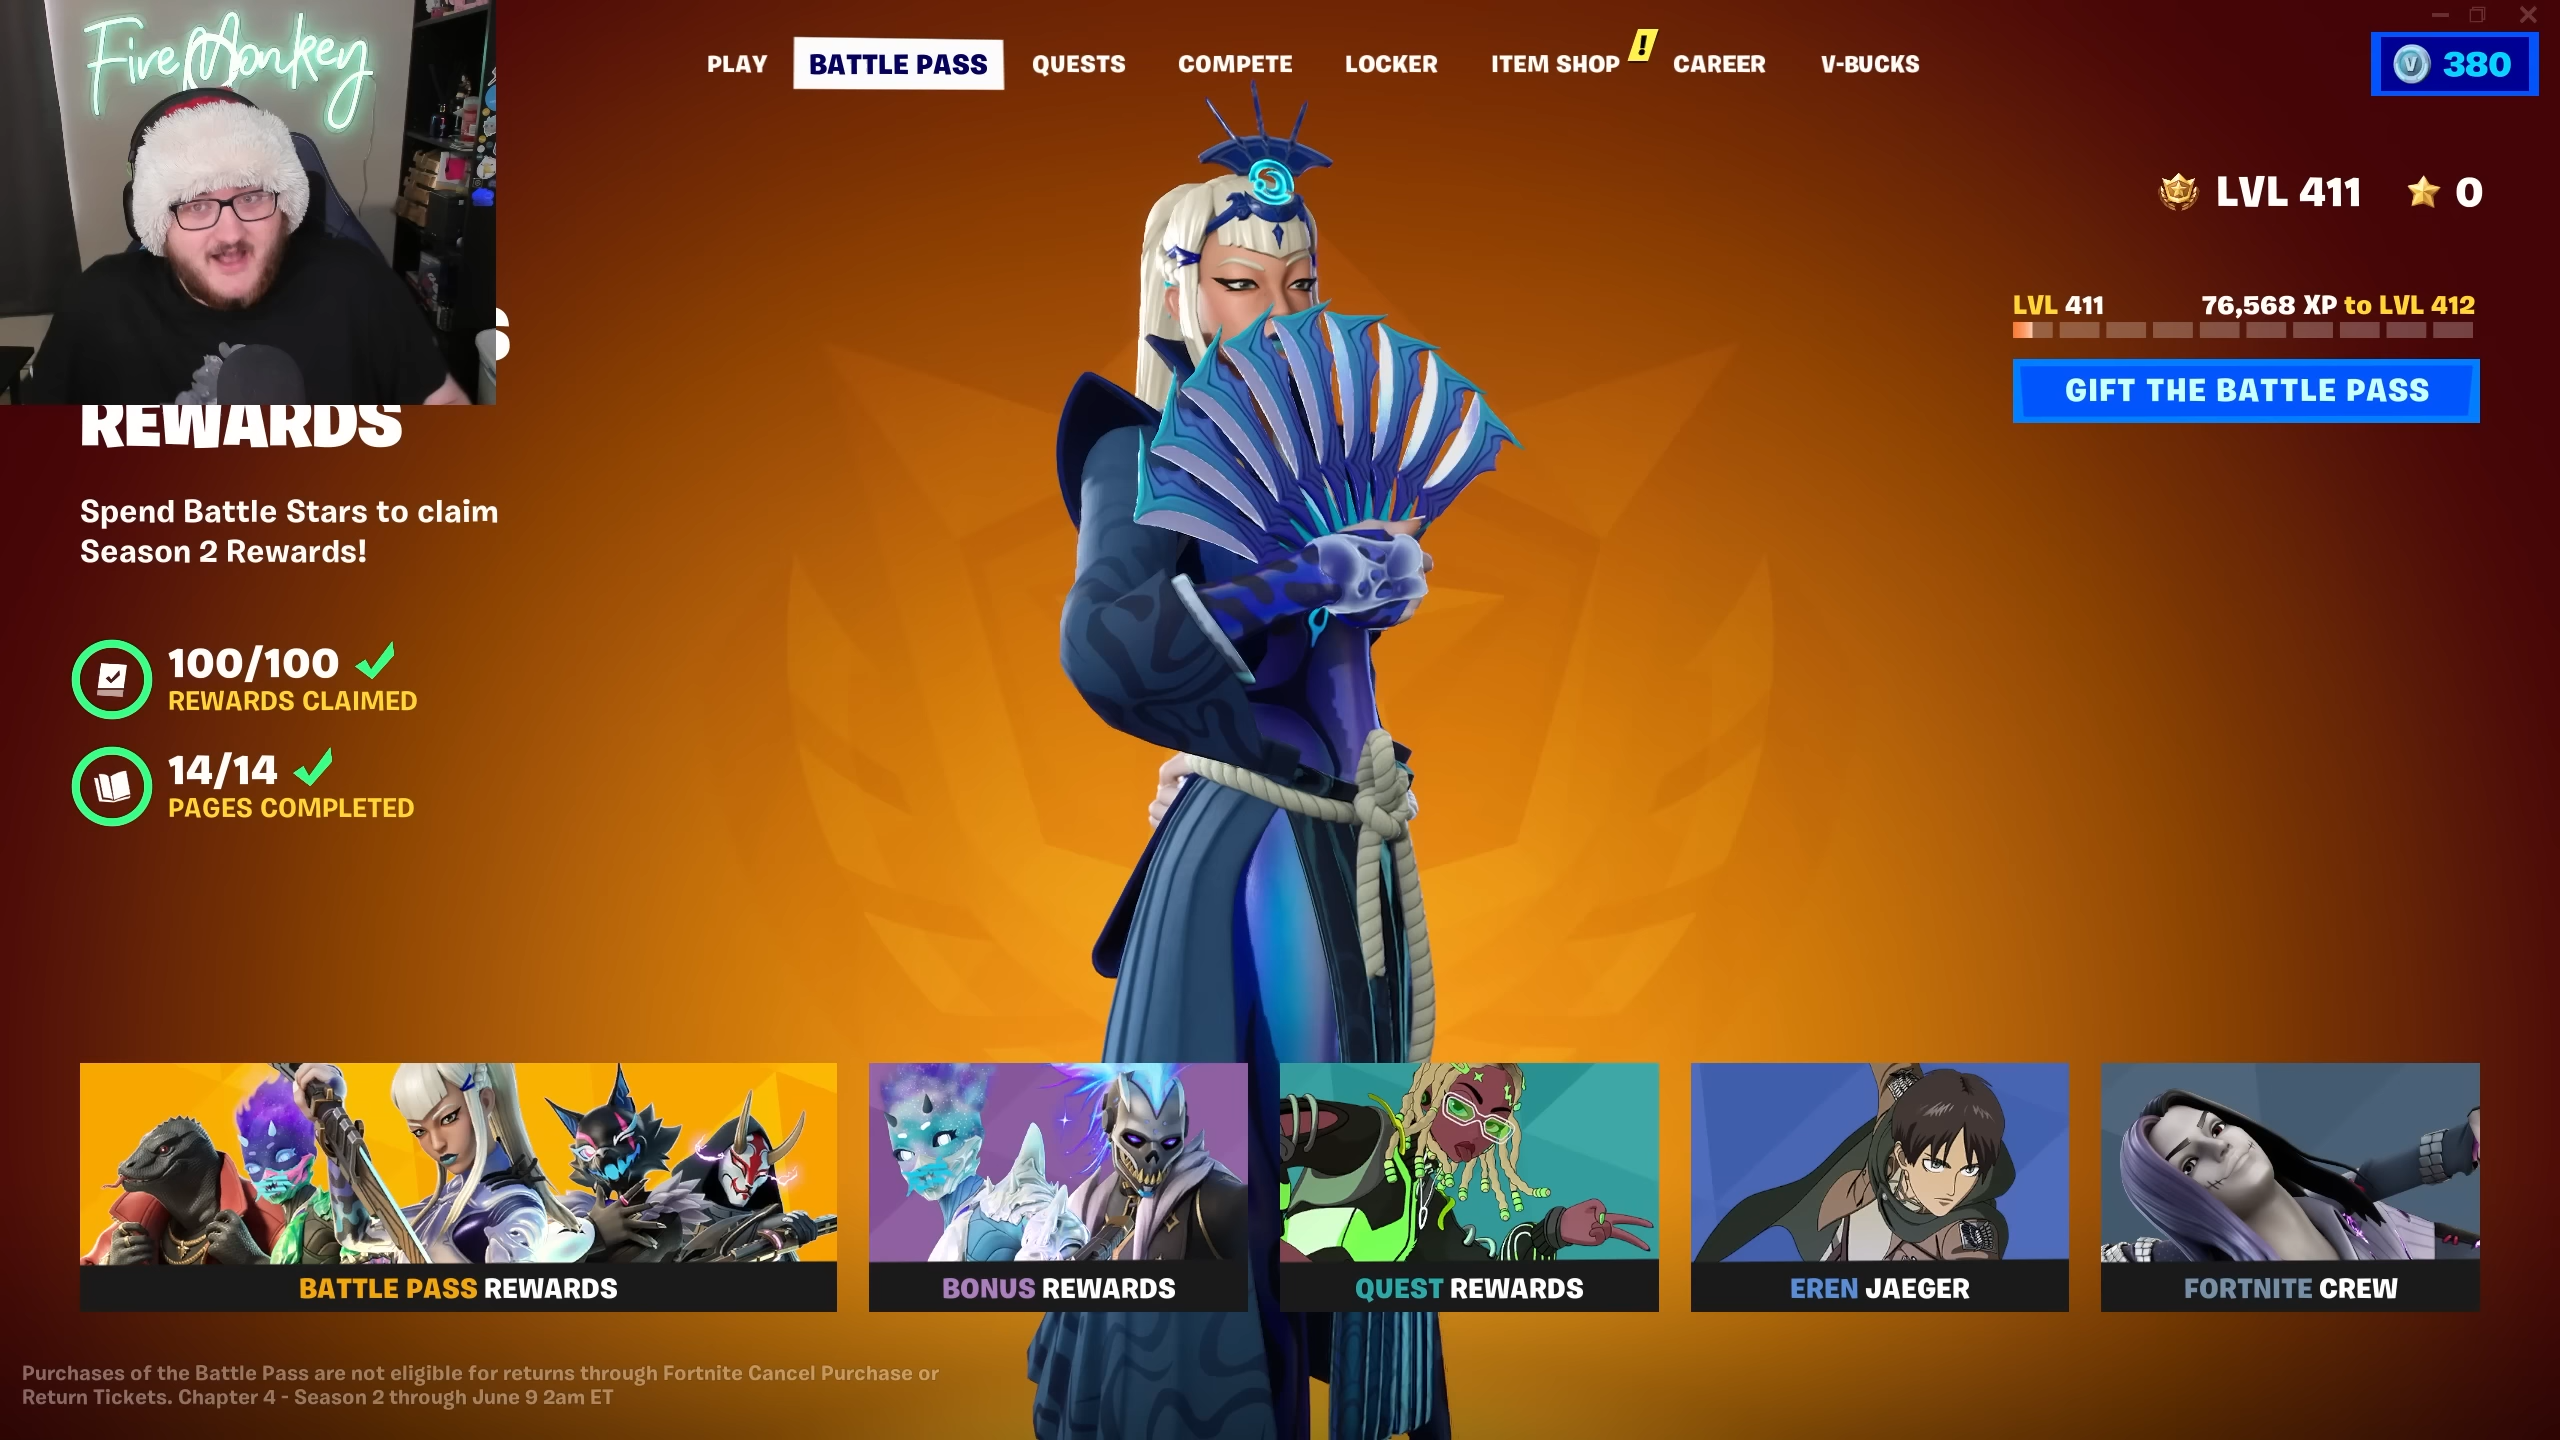 Fire Monkey
PLAY
BATTLE PASS
QUESTS
COMPETE
LOCKER
ITEM SHOP
!
CAREER
V-BUCKS
380
LVL 411
0
LVL 411
76,568 XP to LVL 412
GIFT THE BATTLE PASS
S
REWARDS
Spend Battle Stars to claim
Season 2 Rewards!
100/100
REWARDS CLAIMED
14/14
PAGES COMPLETED
BATTLE PASS REWARDS
BONUS REWARDS
QUEST REWARDS
EREN JAEGER
FORTNITE CREW
Purchases of the Battle Pass are not eligible for returns through Fortnite Cancel Purchase or
Return Tickets. Chapter 4 - Season 2 through June 9 2am ET